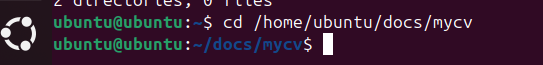 2 directories, 0 files
ubuntu@ubuntu:~$ cd /home/ubuntu/docs/mycv
ubuntu@ubuntu:~/docs/mycv$